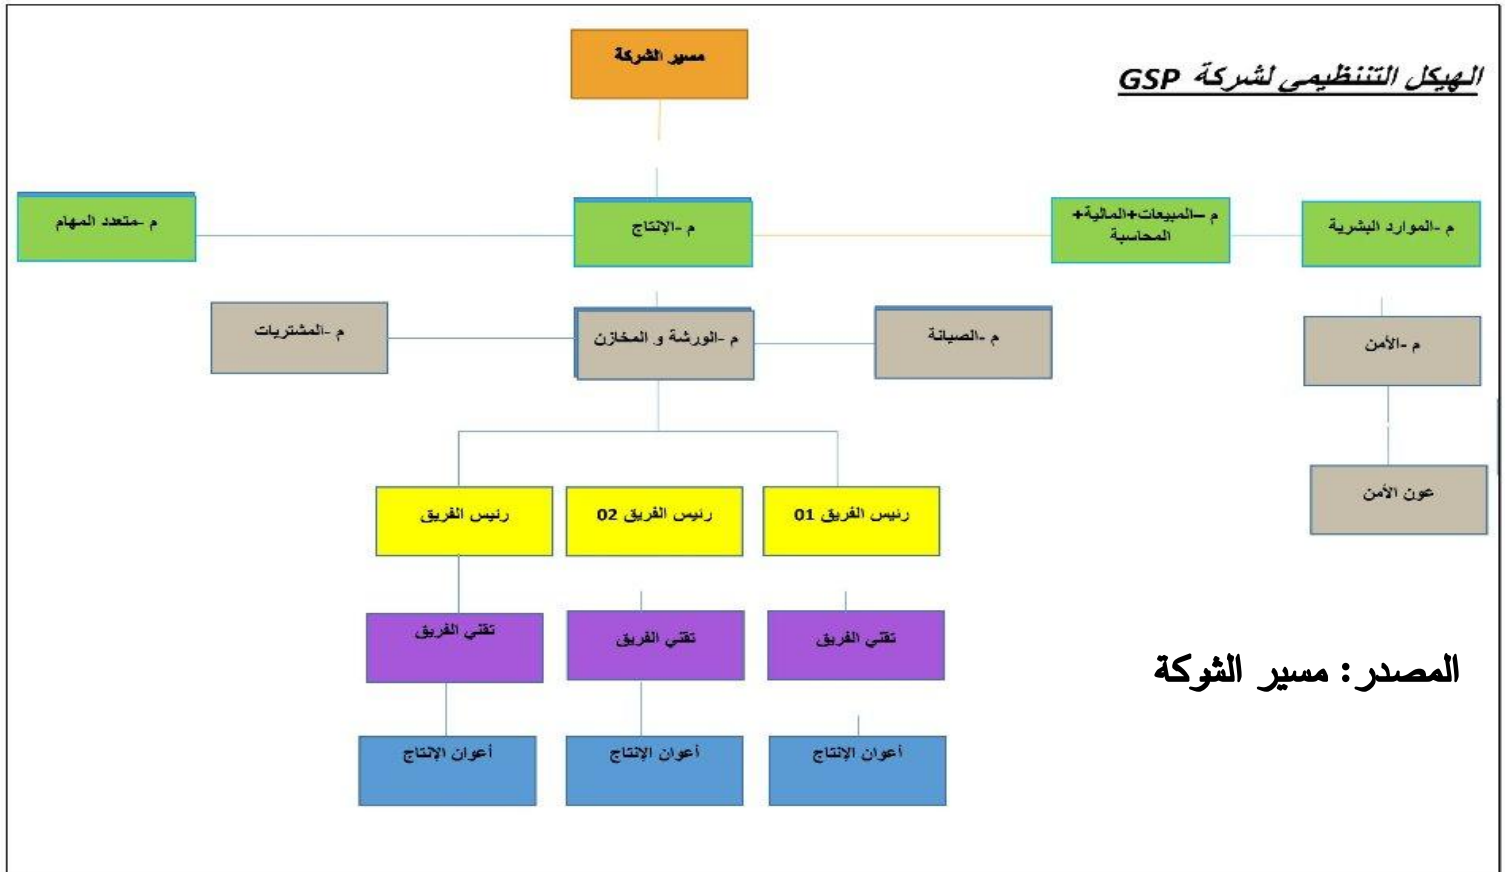 الهيكل التننظيمي لشركة GSP
مسير الشركة
م -الموارد البشرية
م –المبيعات+المالية+
المحاسبة
م -الإنتاج
م -متعدد المهام
م -الأمن
م -الصيانة
م -الورشة و المخازن
م -المشتريات
عون الأمن
رئيس الفريق 01
رئيس الفريق 02
رئيس الفريق
تقني الفريق
تقني الفريق
تقني الفريق
أعوان الإنتاج
أعوان الإنتاج
أعوان الإنتاج
المصدر: مسير الشركة